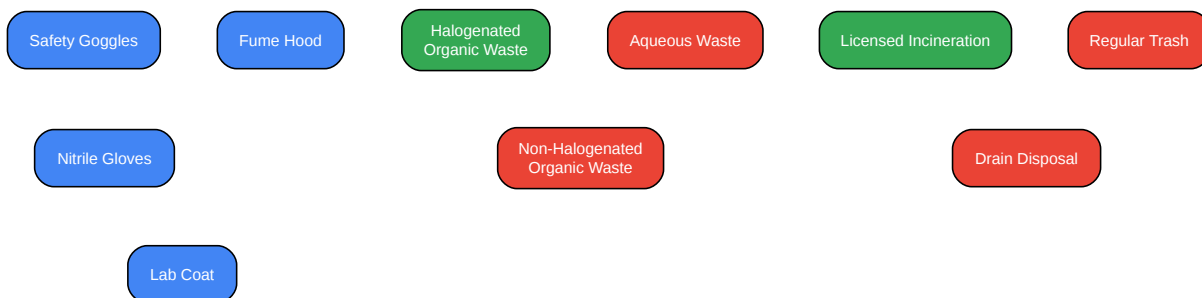 Safety Goggles
Fume Hood
Halogenated
Organic Waste
Aqueous Waste
Licensed Incineration
Regular Trash
Nitrile Gloves
Non-Halogenated
Organic Waste
Drain Disposal
Lab Coat